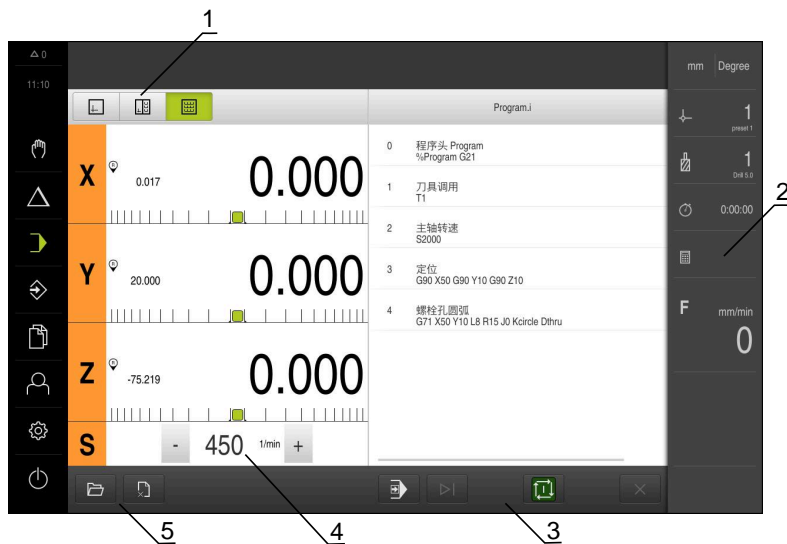 1
0
11:10
mm Degree
Program.i
1
preset 1
1
Drill 5.0
0:00:00
2
F mm/min
0
X R 0.017 0.000
Y R 20.000 0.000
Z R -75.219 0.000
S - 450 1/min +
0 程序头 Program
%Program G21
1 刀具调用
T1
2 主轴转速
S2000
3 定位
G90 X50 G90 Y10 G90 Z10
4 螺栓孔圆弧
G71 X50 Y10 L8 R15 J0 Kcircle Dthru
5
4
3